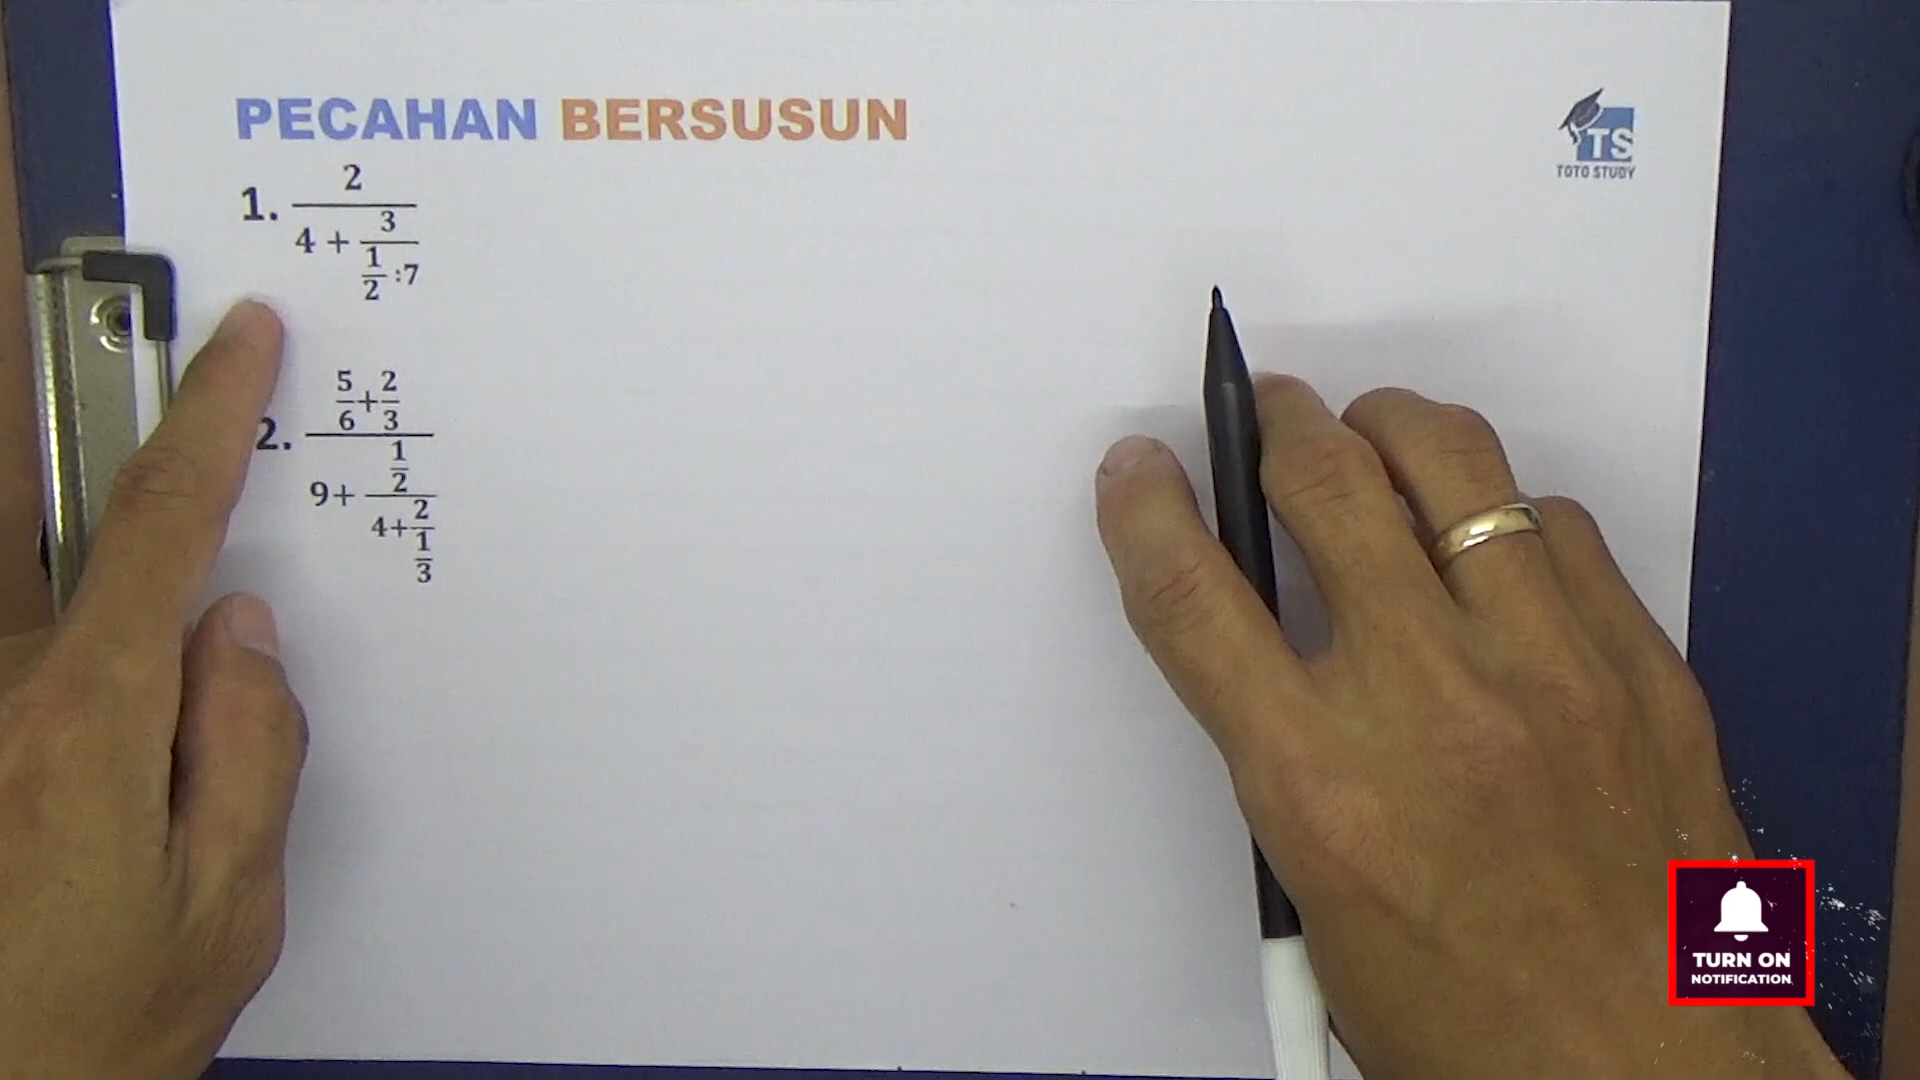 PECAHAN BERSUSUN
TS
TOTO STUDY
1. 2
4 + 3
1
2 :7
5 2
6 + 3
2.
1
2
9+
2
4+
1
3
TURN ON
NOTIFICATION